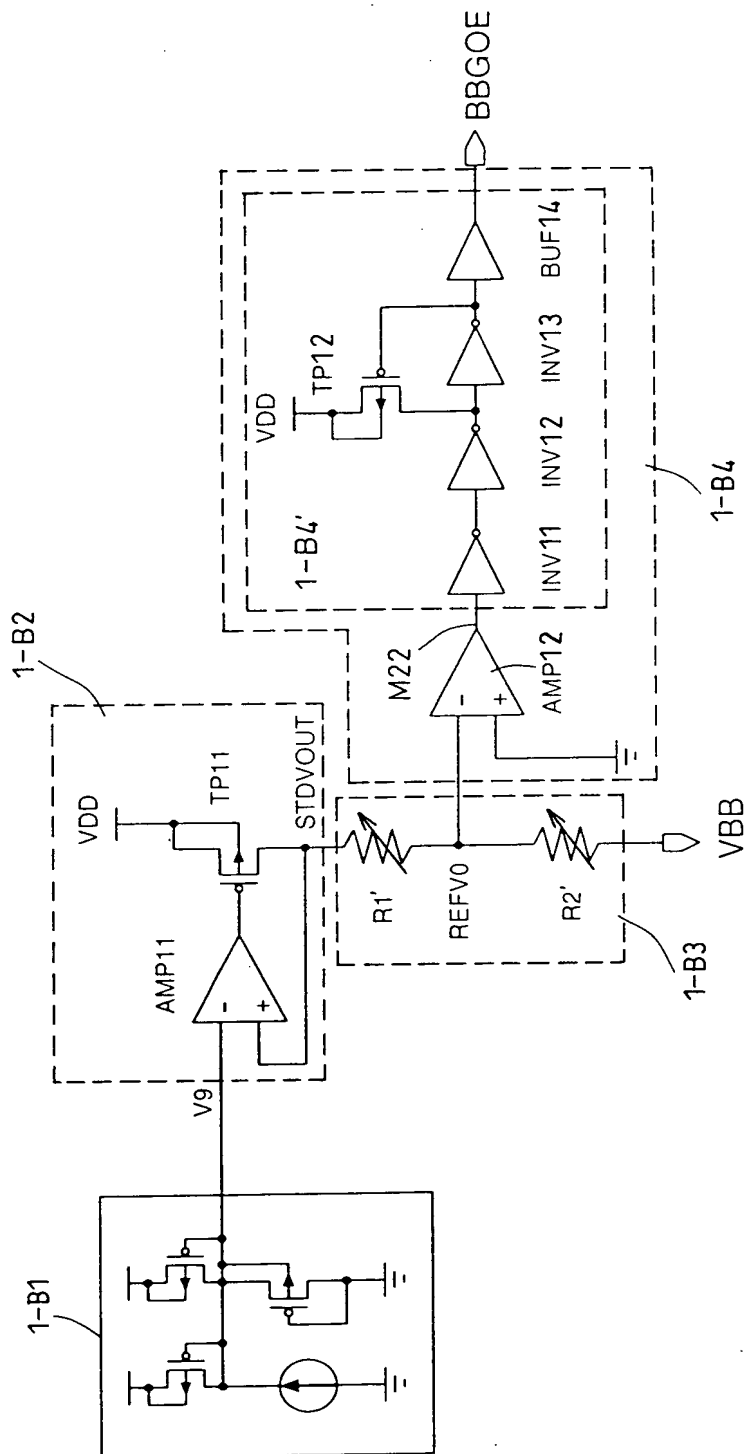 1-B1
V9
1-B2
AMP11
-
+
VDD
TP11
STDVOUT
R1'
REFV0
R2'
1-B3
VBB
M22
-
+
AMP12
1-B4'
VDD
TP12
INV11
INV12
INV13
BUF14
1-B4
BBGOE